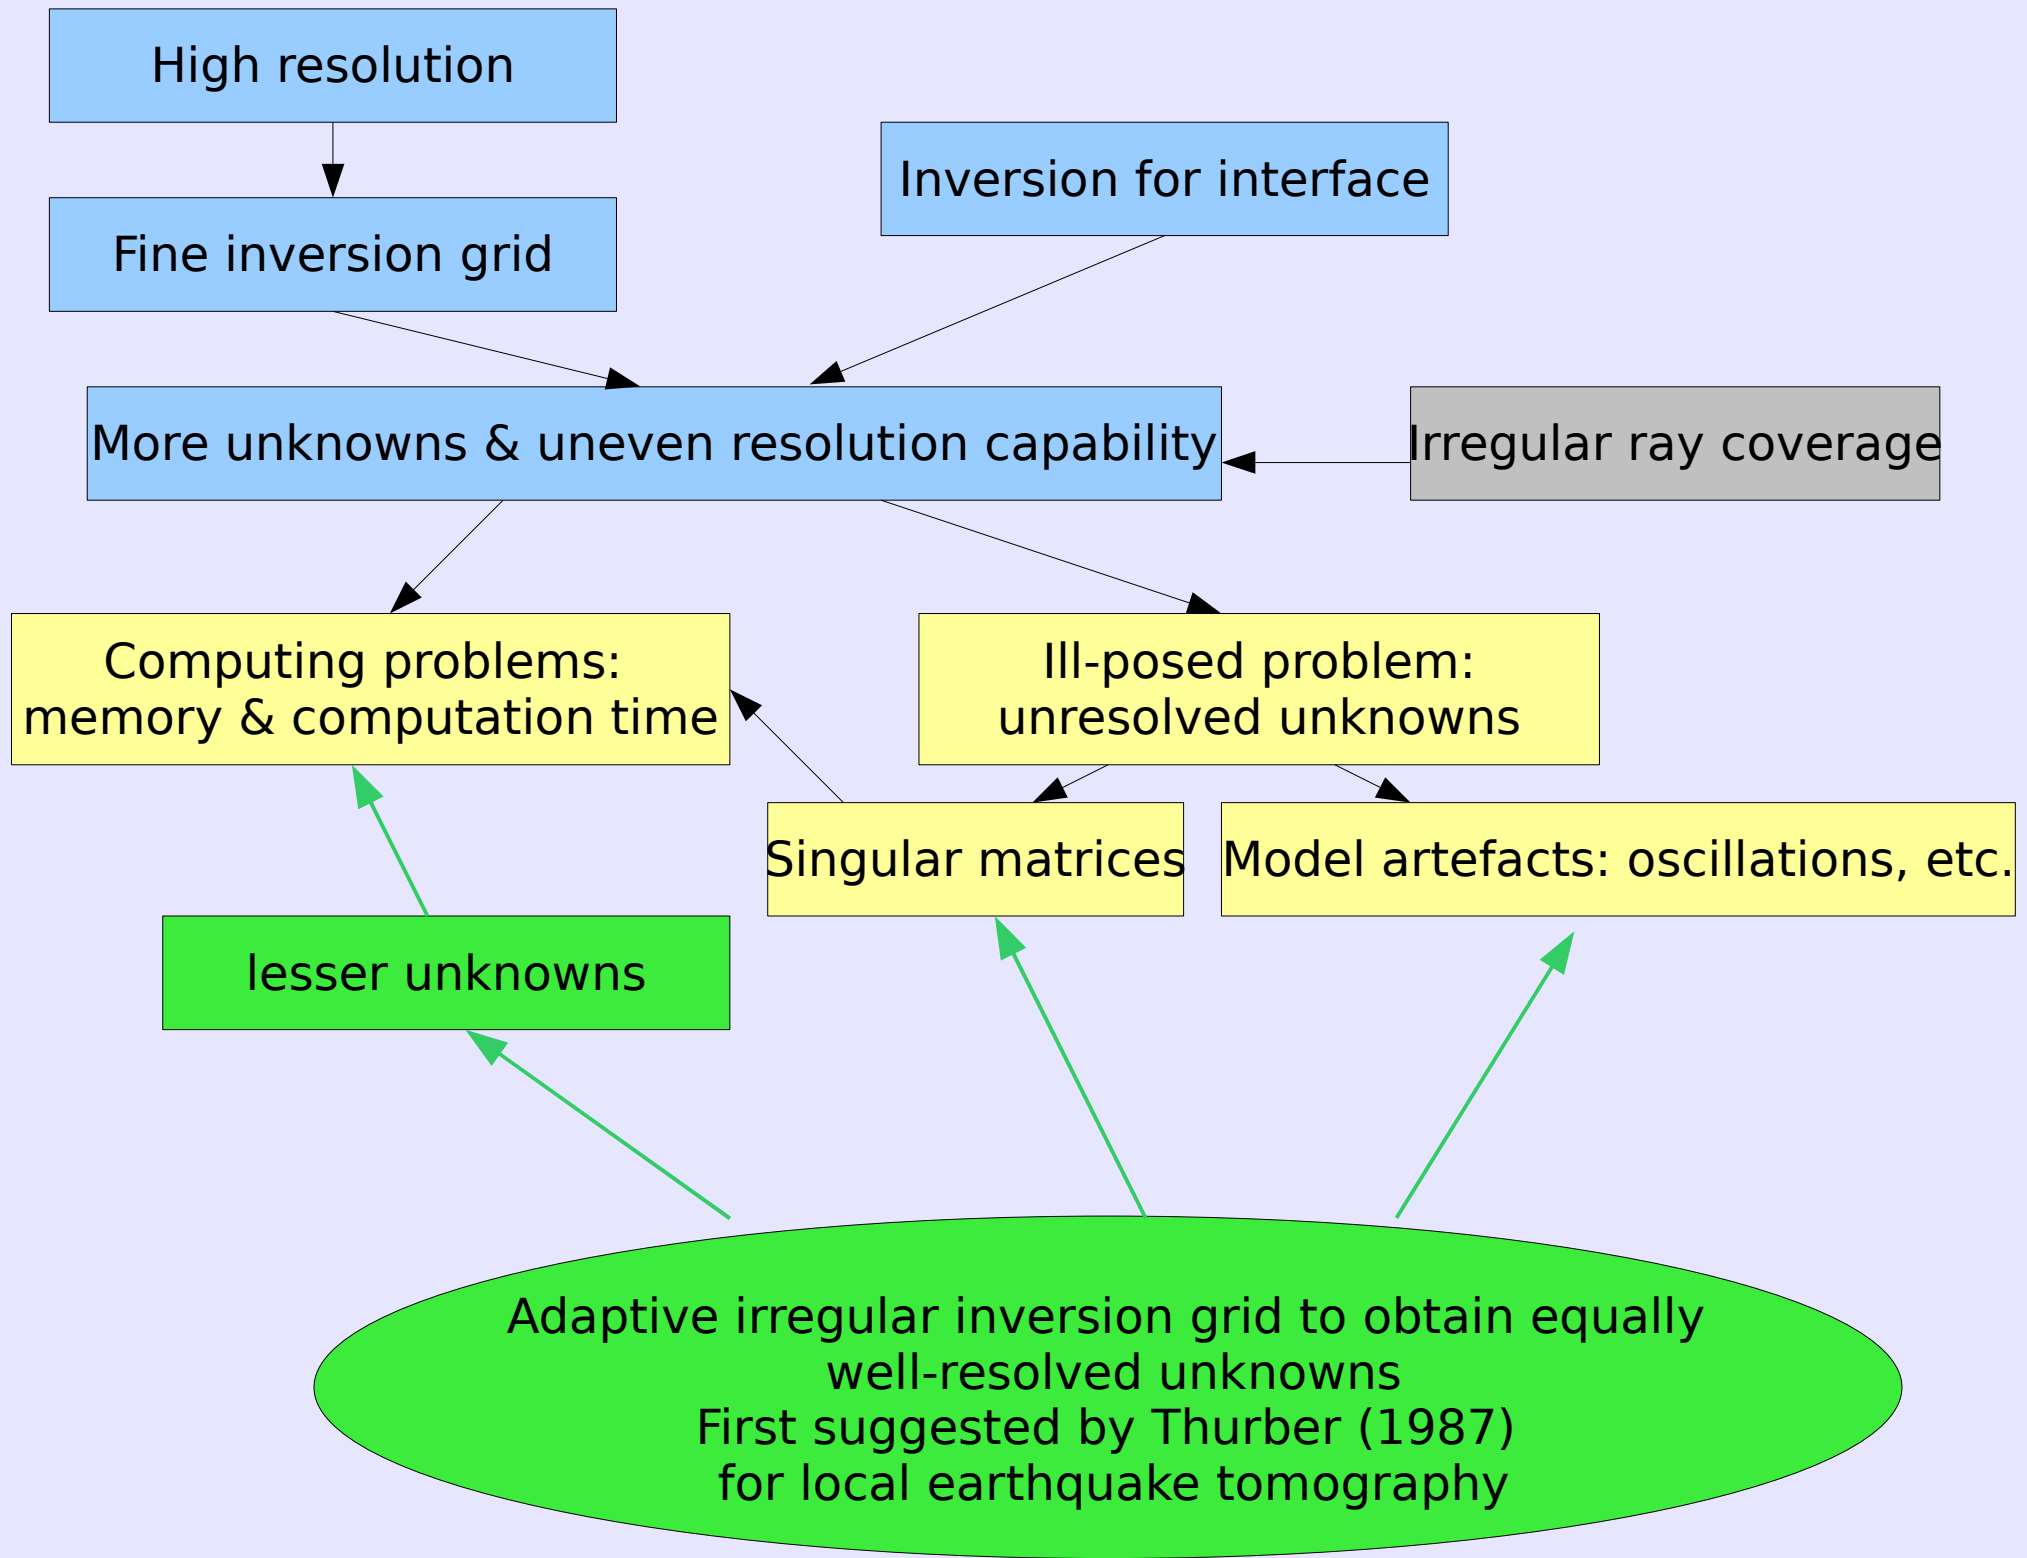 High resolution
Inversion for interface
Fine inversion grid
More unknowns & uneven resolution capability
Irregular ray coverage
Computing problems:
memory & computation time
Ill-posed problem:
unresolved unknowns
Singular matrices
Model artefacts: oscillations, etc.
lesser unknowns
Adaptive irregular inversion grid to obtain equally
well-resolved unknowns
First suggested by Thurber (1987)
for local earthquake tomography